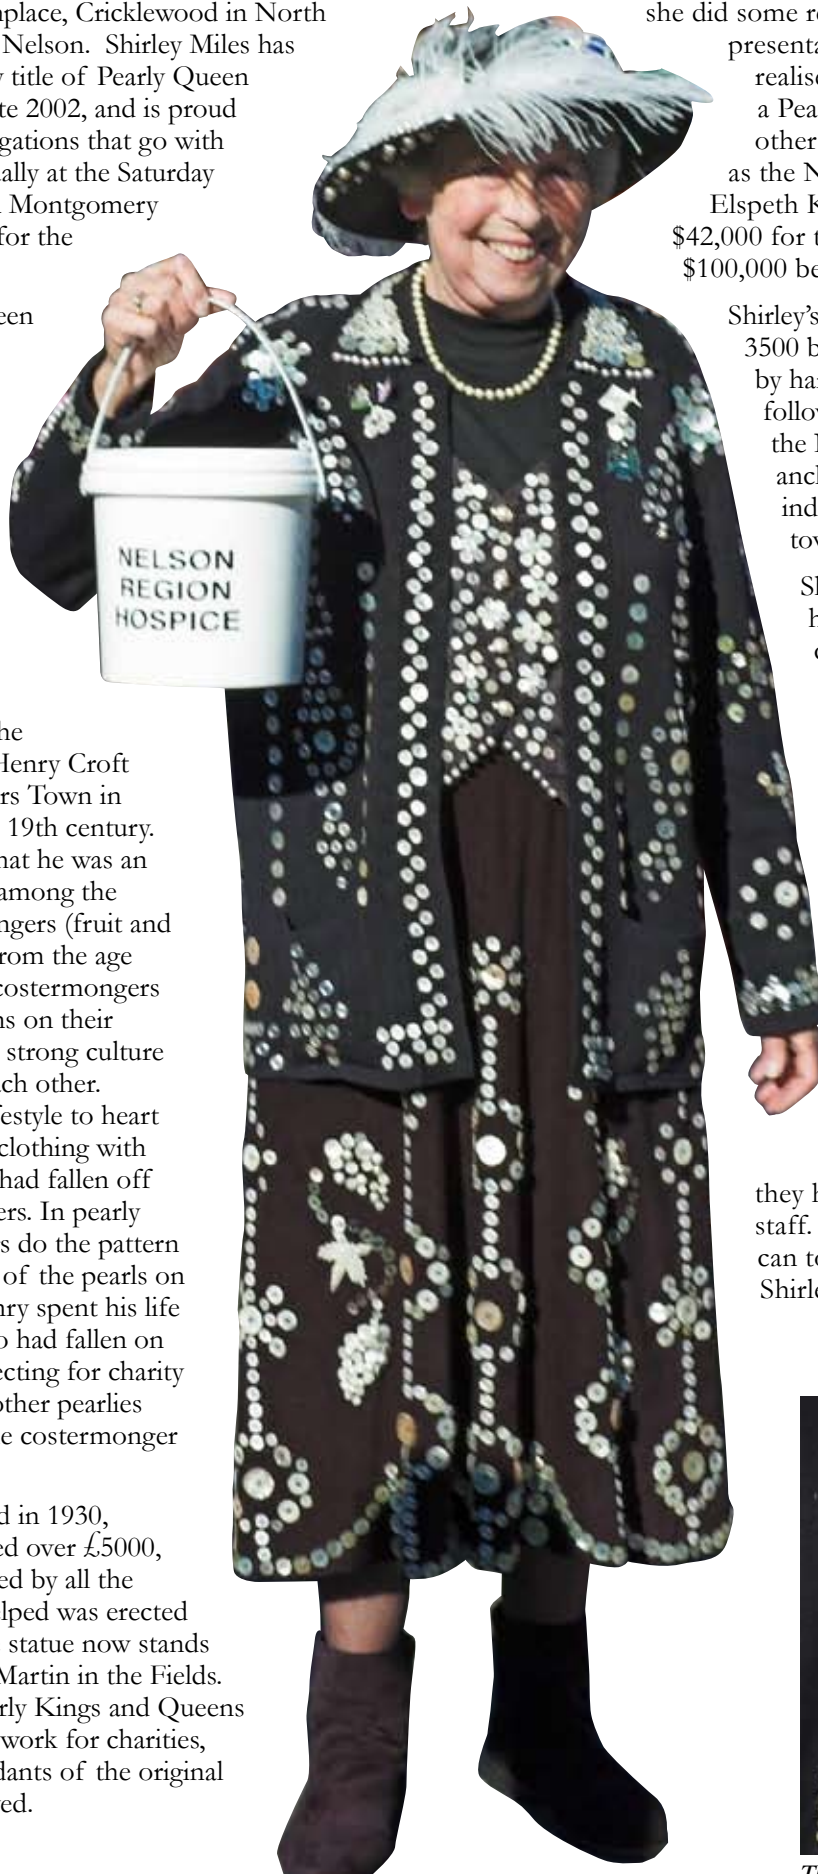 nplace, Cricklewood in North
Nelson. Shirley Miles has
title of Pearly Queen
te 2002, and is proud
gations that go with
ally at the Saturday
Montgomery
for the
een
he
Henry Croft
rs Town in
19th century.
hat he was an
among the
ngers (fruit and
rom the age
costermongers
ns on their
strong culture
ch other.
festyle to heart
clothing with
had fallen off
ers. In pearly
s do the pattern
of the pearls on
nry spent his life
o had fallen on
ecting for charity
other pearlies
e costermonger
d in 1930,
ed over £5000,
ed by all the
elped was erected
statue now stands
Martin in the Fields.
rly Kings and Queens
work for charities,
dants of the original
ed.
NELSON
REGION
HOSPICE
she did some re
presenta
realise
a Pea
other
as the N
Elspeth K
$42,000 for t
$100,000 be
Shirley's
3500 b
by ha
follow
the
anch
ind
tow
Sh
h
they h
staff.
can to
Shirle